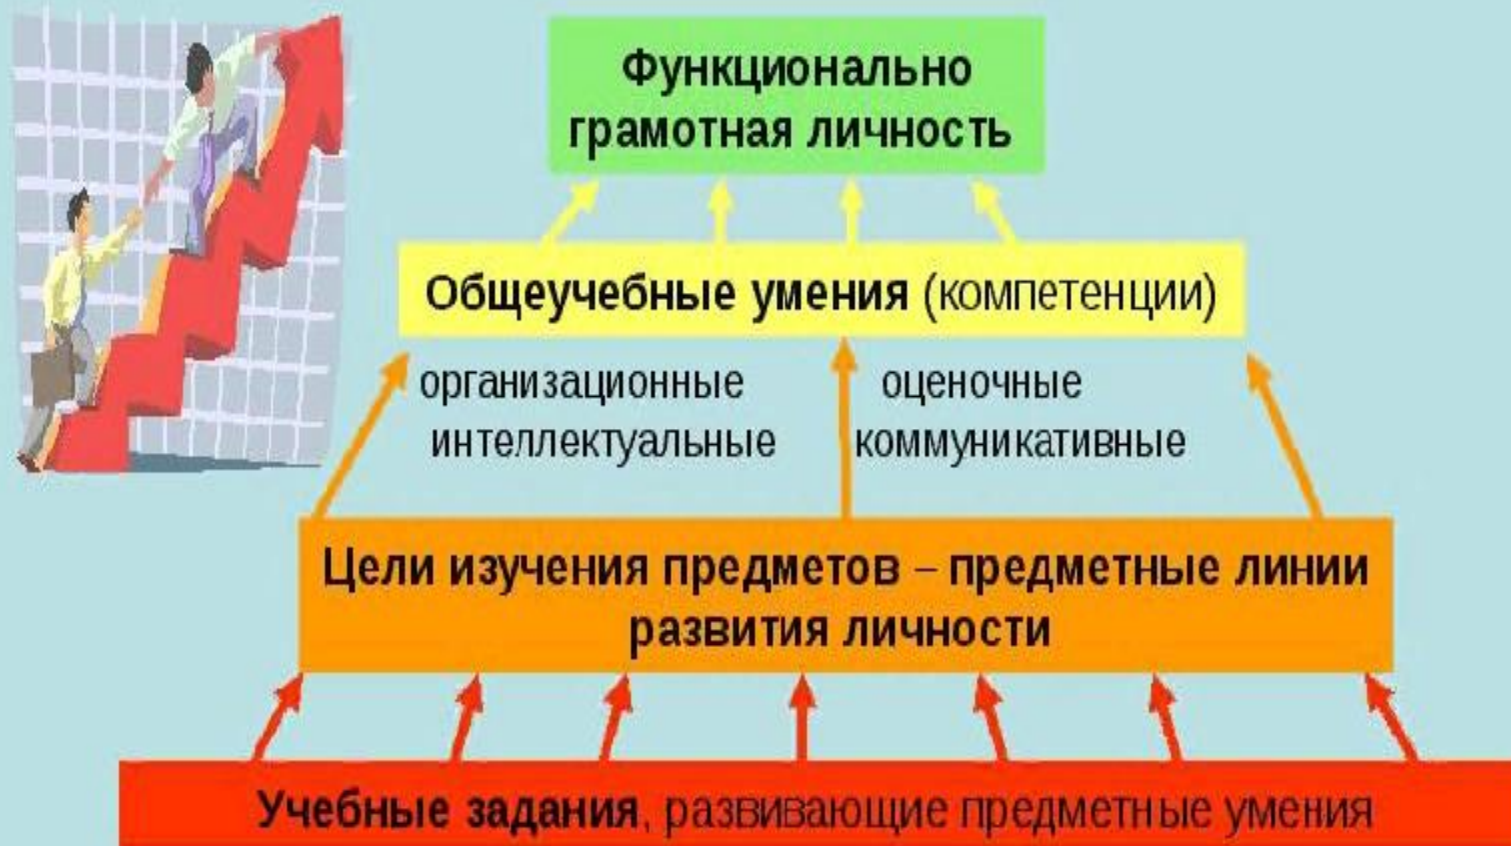 Функционально
грамотная личность
Общеучебные умения (компетенции)
организационные оценочные
интеллектуальные коммуникативные
Цели изучения предметов – предметные линии
развития личности
Учебные задания, развивающие предметные умения